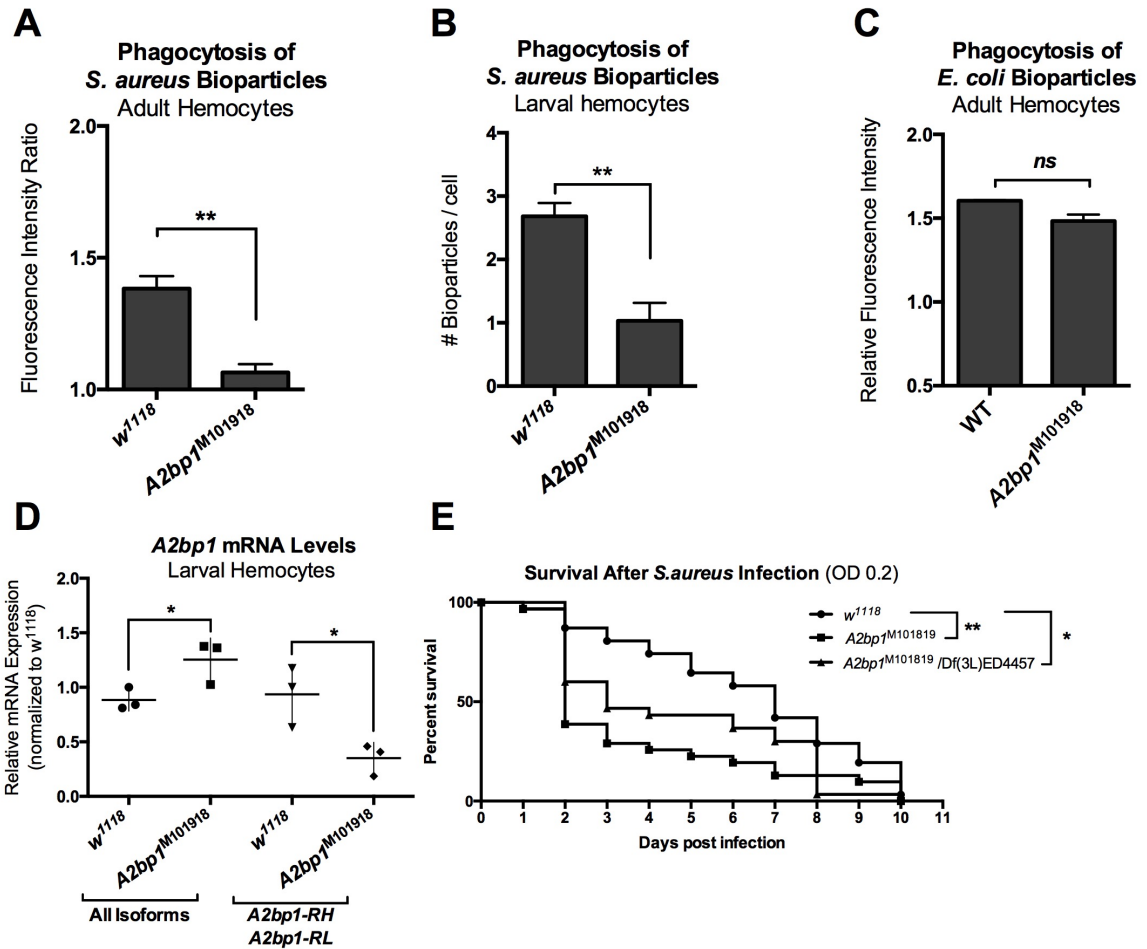 A
Phagocytosis of
S. aureus Bioparticles
Adult Hemocytes
Fluorescence Intensity Ratio
2.0
1.5
1.0
**
w1118
A2bp1M101918
B
Phagocytosis of
S. aureus Bioparticles
Larval hemocytes
# Bioparticles / cell
4
3
2
1
0
**
w1118
A2bp1M101918
C
Phagocytosis of
E. coli Bioparticles
Adult Hemocytes
Relative Fluorescence Intensity
2.0
1.5
1.0
0.5
ns
WT
A2bp1M101918
D
A2bp1 mRNA Levels
Larval Hemocytes
Relative mRNA Expression
(normalized to w1118)
2.0
1.5
1.0
0.5
0.0
*
*
w1118
A2bp1M101918
w1118
A2bp1M101918
All Isoforms
A2bp1-RH
A2bp1-RL
E
Survival After S.aureus Infection (OD 0.2)
Percent survival
100
50
0
w1118
A2bp1M101819
A2bp1M101819 /Df(3L)ED4457
**
*
0 1 2 3 4 5 6 7 8 9 10 11
Days post infection